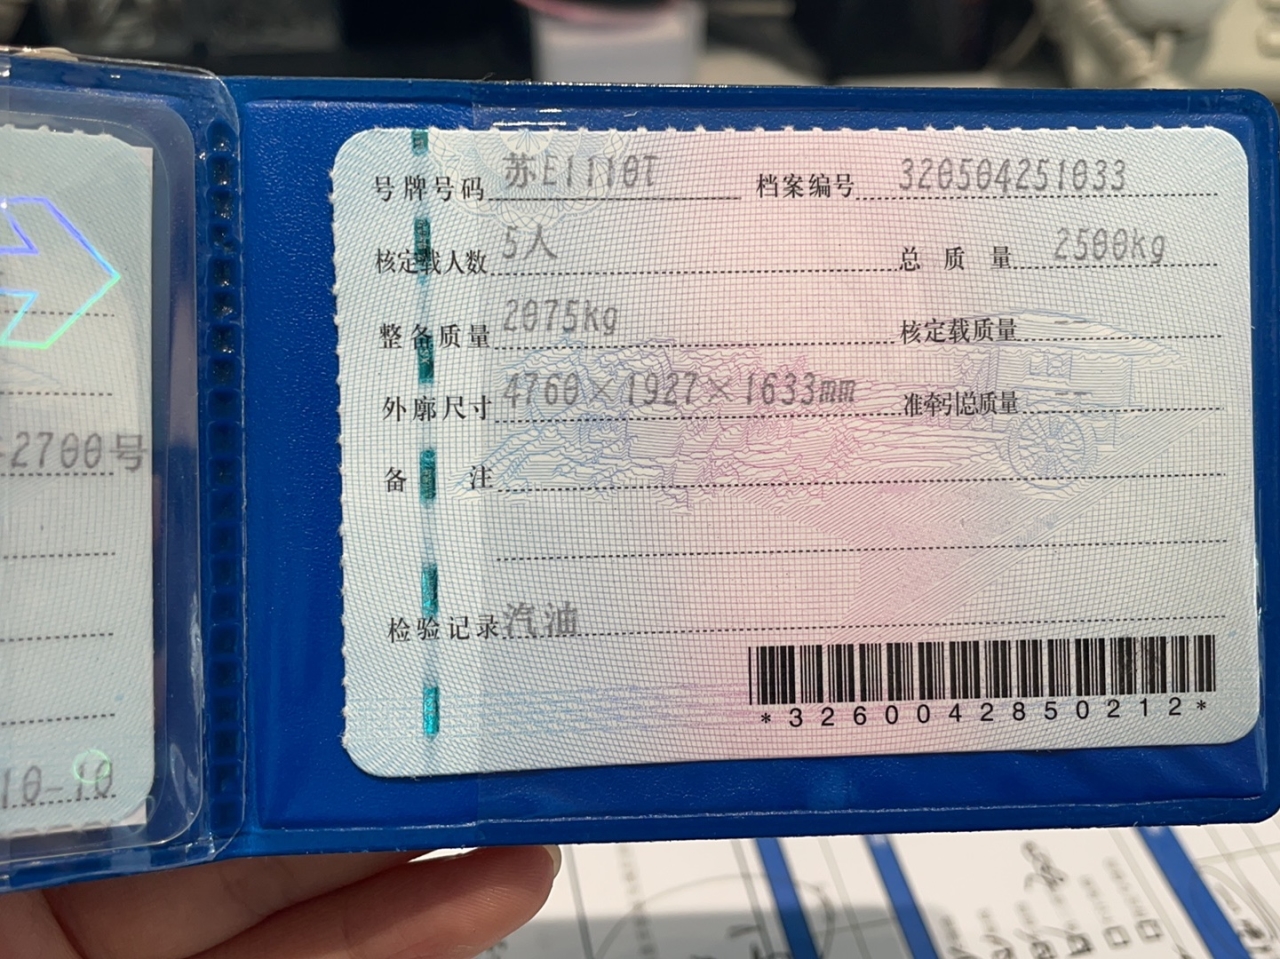 号牌号码 苏E1110T 档案编号 320504251033
核定载人数 5人 总质量 2500kg
整备质量 2075kg 核定载质量 --
外廓尺寸 4760×1927×1633mm 准牵引总质量 --
备注
检验记录 汽油
*3260042850212*
-2700号
10-10